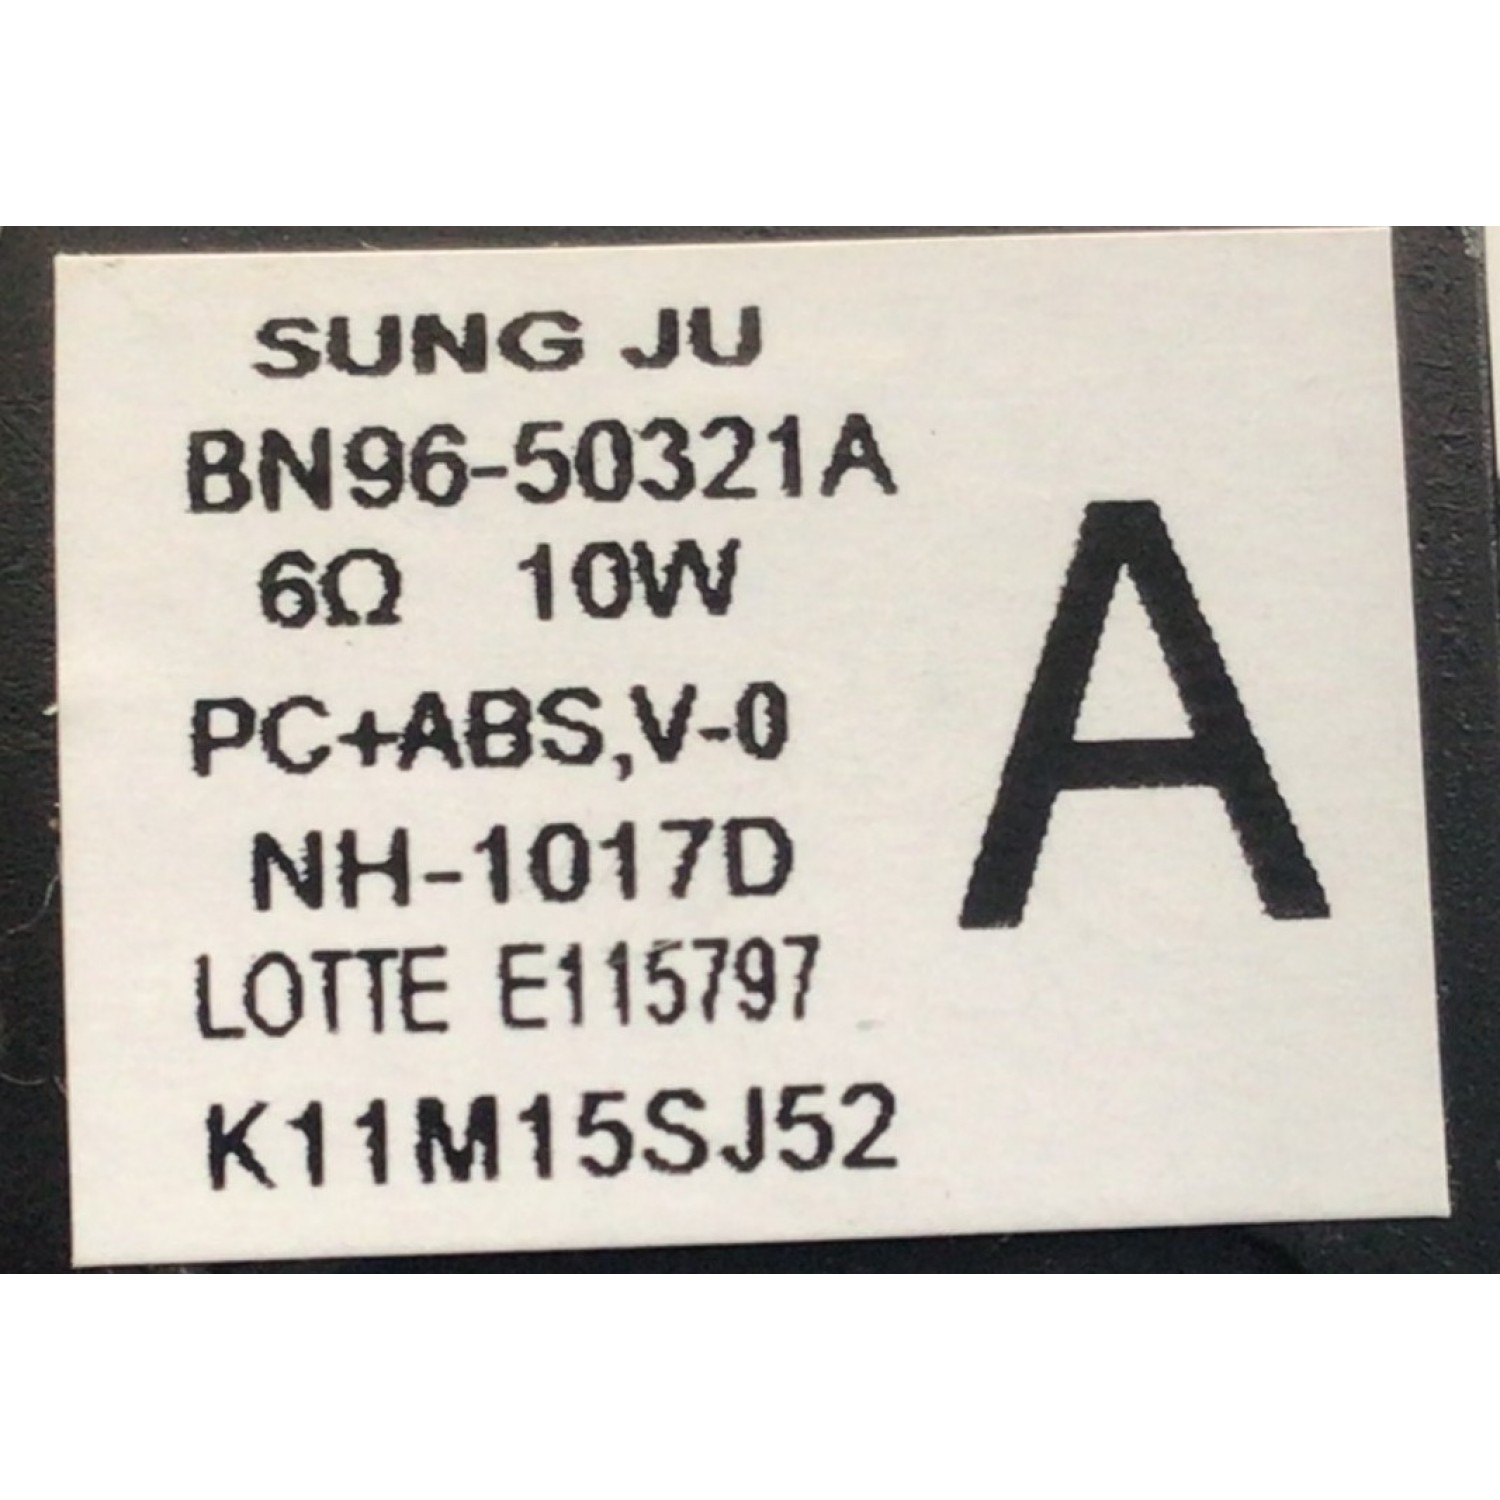 SUNG JU
BN96-50321A
6Ω 10W
PC+ABS,V-0
NH-1017D
LOTTE E115797
K11M15SJ52
A